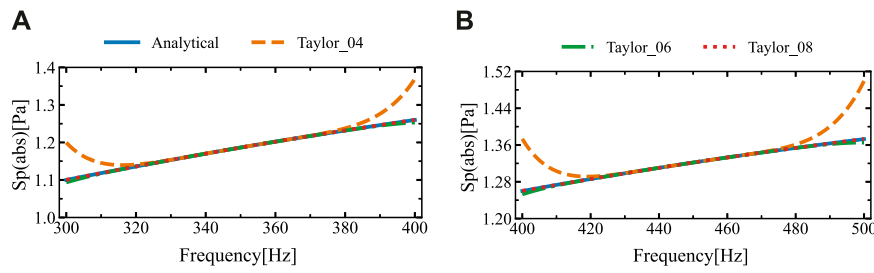 A
Analytical
Taylor_04
Sp(abs)[Pa]
1.4
1.3
1.2
1.1
1.0
300
320
340
360
380
400
Frequency[Hz]
B
Taylor_06
Taylor_08
Sp(abs)[Pa]
1.52
1.44
1.36
1.28
1.20
400
420
440
460
480
500
Frequency[Hz]